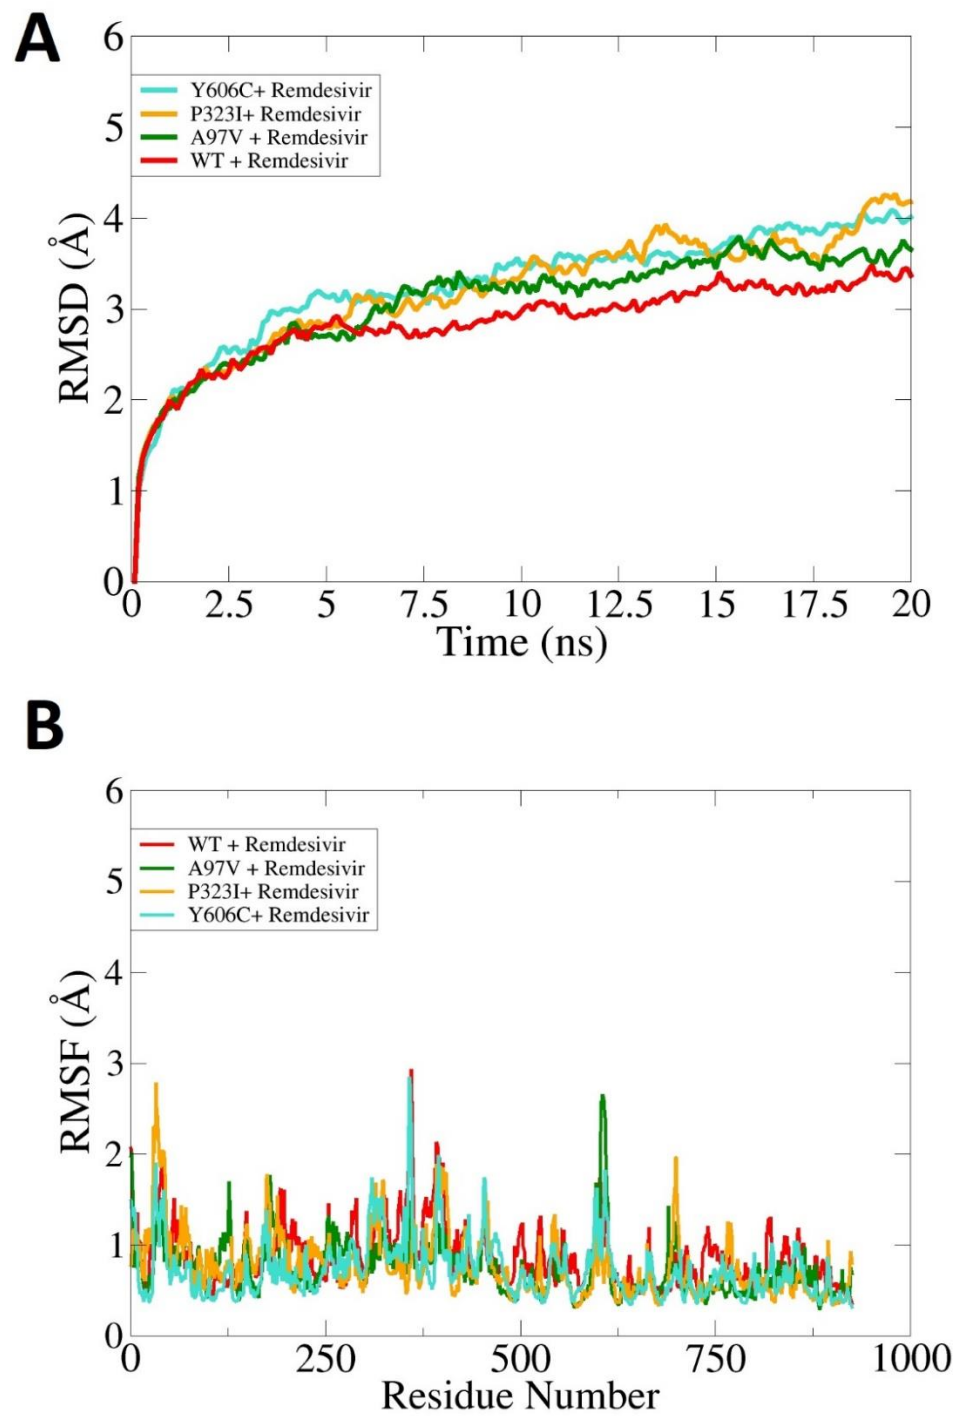 A
6
5
4
3
2
1
0
RMSD (Å)
Y606C+ Remdesivir
P323I+ Remdesivir
A97V + Remdesivir
WT + Remdesivir
0 2.5 5 7.5 10 12.5 15 17.5 20
Time (ns)
B
6
5
4
3
2
1
0
RMSF (Å)
WT + Remdesivir
A97V + Remdesivir
P323I+ Remdesivir
Y606C+ Remdesivir
0 250 500 750 1000
Residue Number